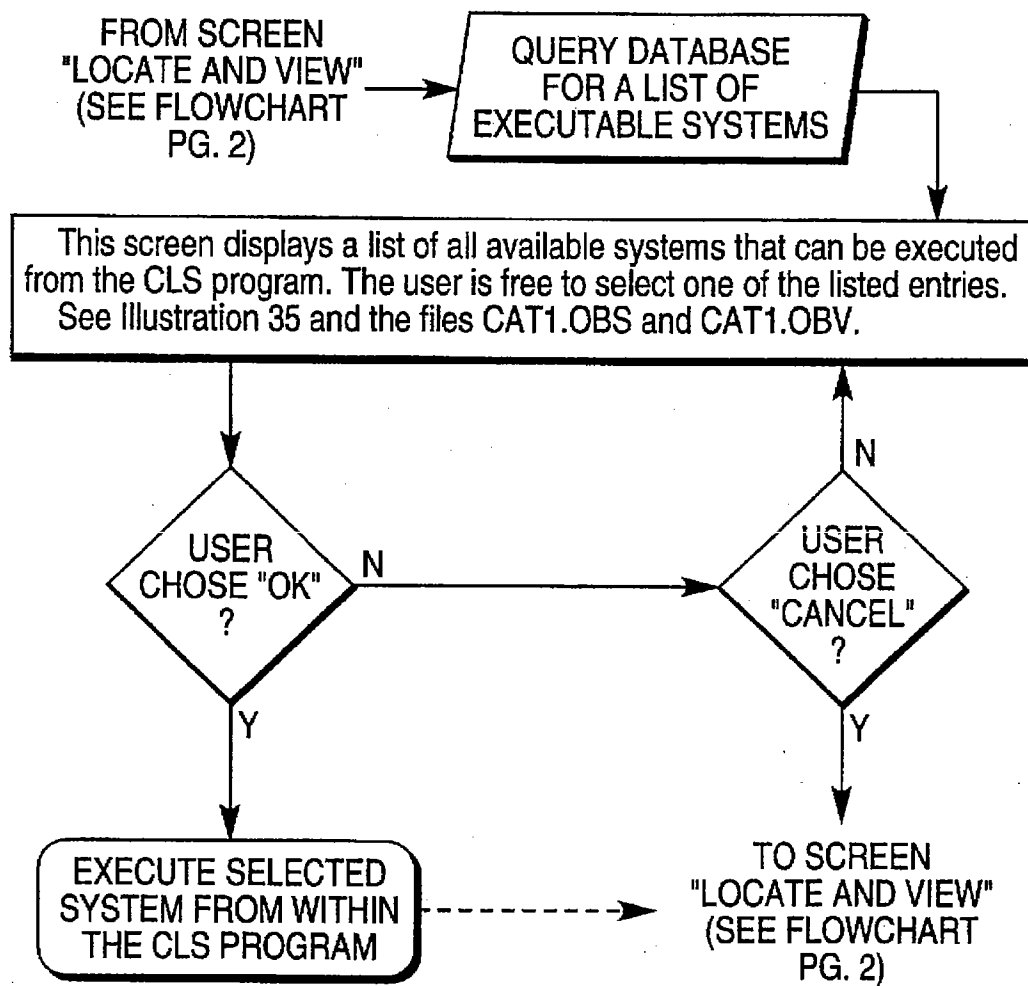 FROM SCREEN
"LOCATE AND VIEW"
(SEE FLOWCHART
PG. 2)
QUERY DATABASE
FOR A LIST OF
EXECUTABLE SYSTEMS
This screen displays a list of all available systems that can be executed
from the CLS program. The user is free to select one of the listed entries.
See Illustration 35 and the files CAT1.OBS and CAT1.OBV.
USER
CHOSE "OK"
?
N
Y
USER
CHOSE
"CANCEL"
?
N
Y
EXECUTE SELECTED
SYSTEM FROM WITHIN
THE CLS PROGRAM
TO SCREEN
"LOCATE AND VIEW"
(SEE FLOWCHART
PG. 2)